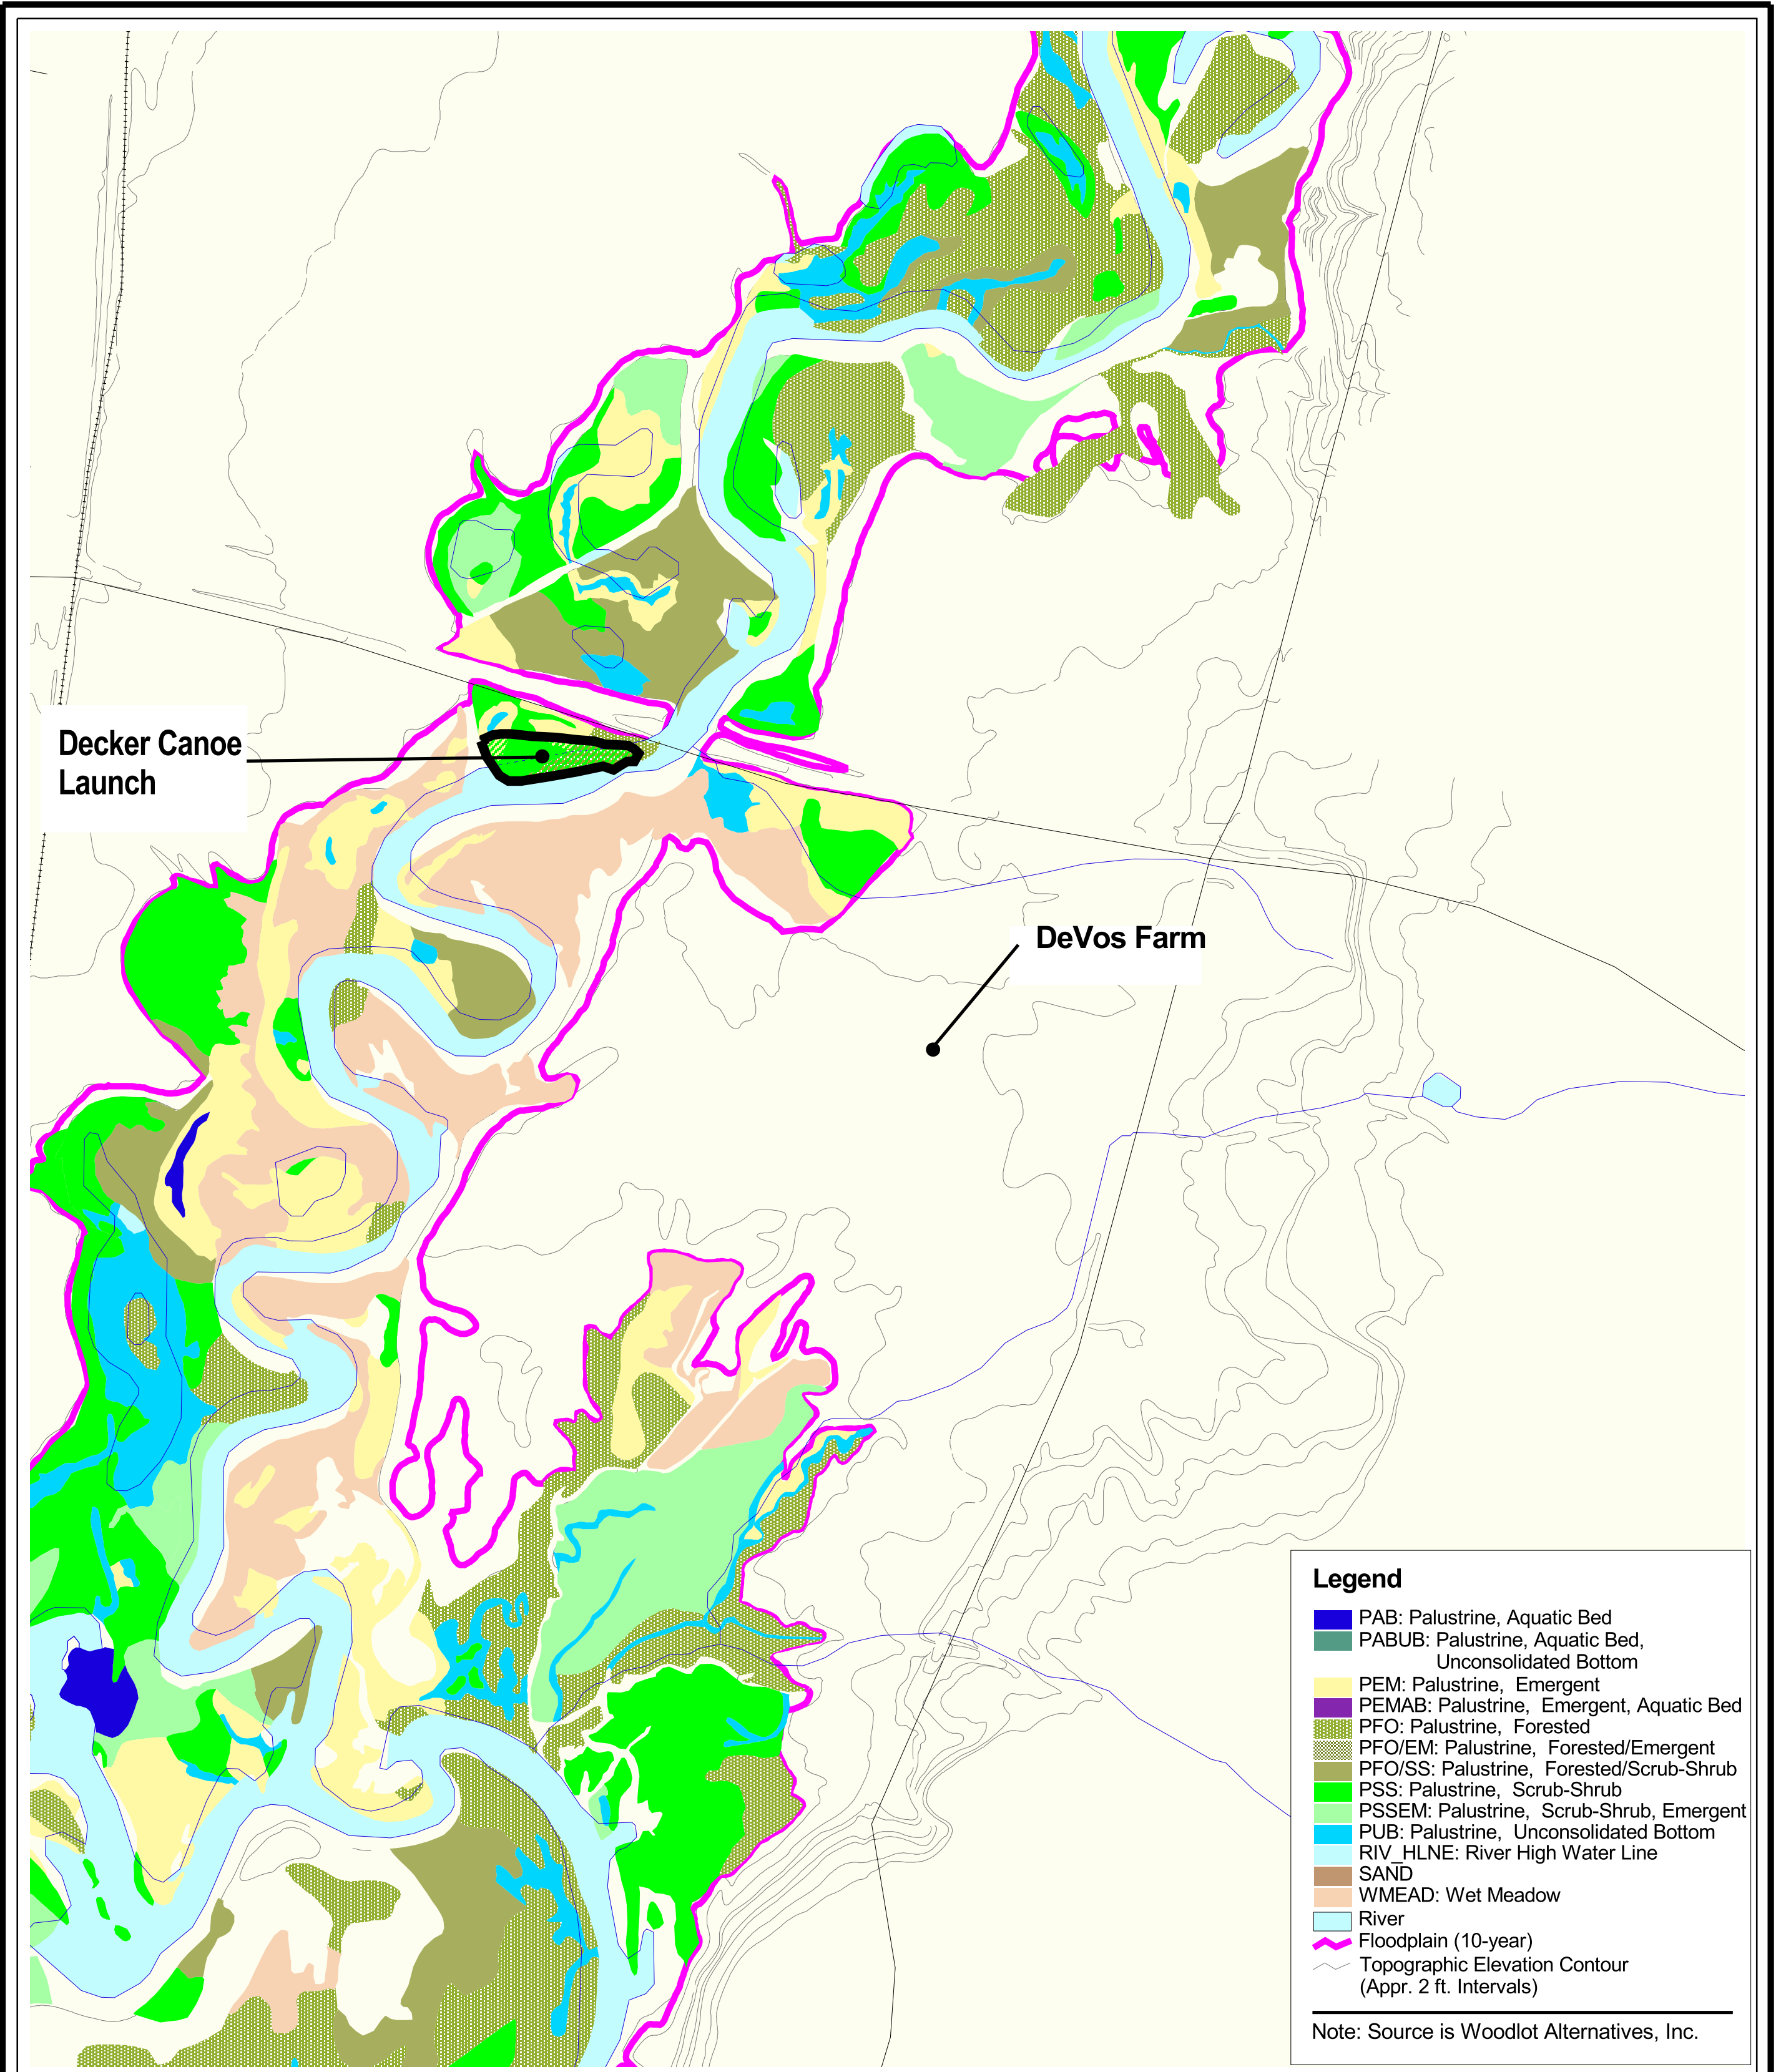 Decker Canoe
Launch
DeVos Farm
Legend
PAB: Palustrine, Aquatic Bed
PABUB: Palustrine, Aquatic Bed,
Unconsolidated Bottom
PEM: Palustrine, Emergent
PEMAB: Palustrine, Emergent, Aquatic Bed
PFO: Palustrine, Forested
PFO/EM: Palustrine, Forested/Emergent
PFO/SS: Palustrine, Forested/Scrub-Shrub
PSS: Palustrine, Scrub-Shrub
PSSEM: Palustrine, Scrub-Shrub, Emergent
PUB: Palustrine, Unconsolidated Bottom
RIV_HLNE: River High Water Line
SAND
WMEAD: Wet Meadow
River
Floodplain (10-year)
Topographic Elevation Contour
(Appr. 2 ft. Intervals)
Note: Source is Woodlot Alternatives, Inc.